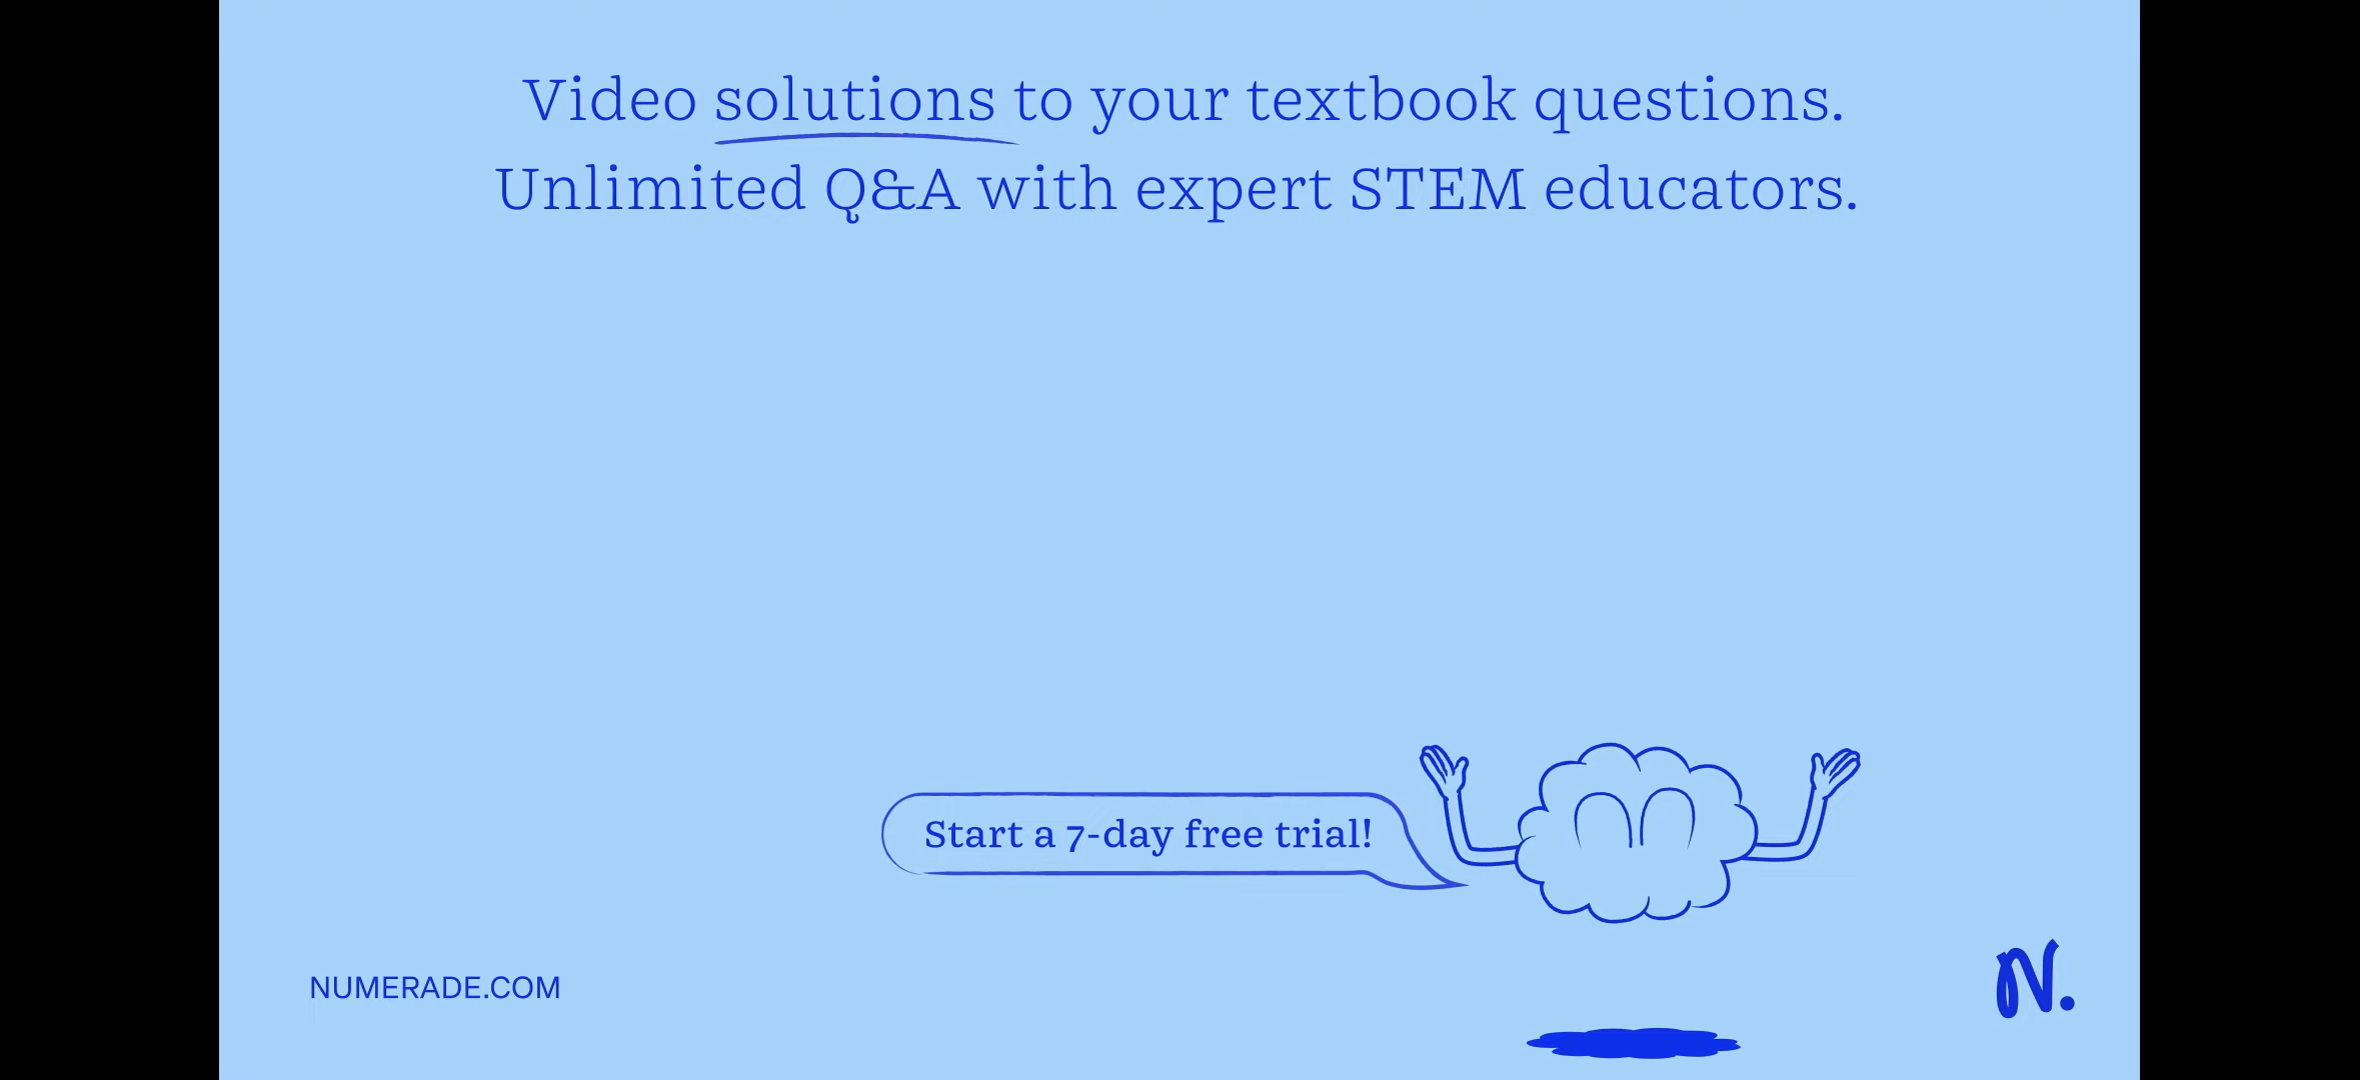 Video solutions to your textbook questions.
Unlimited Q&A with expert STEM educators.
Start a 7-day free trial!
NUMERADE.COM
N.